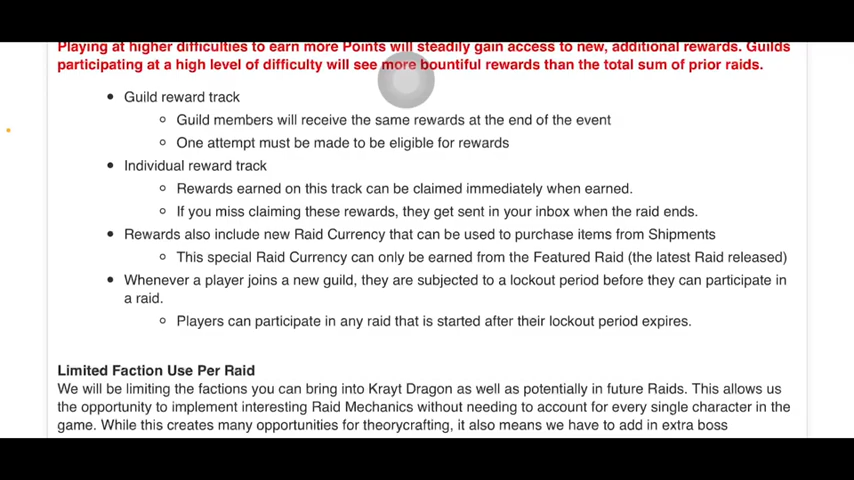 Playing at higher difficulties to earn more Points will steadily gain access to new, additional rewards. Guilds
participating at a high level of difficulty will see more bountiful rewards than the total sum of prior raids.
• Guild reward track
○ Guild members will receive the same rewards at the end of the event
○ One attempt must be made to be eligible for rewards
• Individual reward track
○ Rewards earned on this track can be claimed immediately when earned.
○ If you miss claiming these rewards, they get sent in your inbox when the raid ends.
• Rewards also include new Raid Currency that can be used to purchase items from Shipments
○ This special Raid Currency can only be earned from the Featured Raid (the latest Raid released)
• Whenever a player joins a new guild, they are subjected to a lockout period before they can participate in
a raid.
○ Players can participate in any raid that is started after their lockout period expires.
Limited Faction Use Per Raid
We will be limiting the factions you can bring into Krayt Dragon as well as potentially in future Raids. This allows us
the opportunity to implement interesting Raid Mechanics without needing to account for every single character in the
game. While this creates many opportunities for theorycrafting, it also means we have to add in extra boss